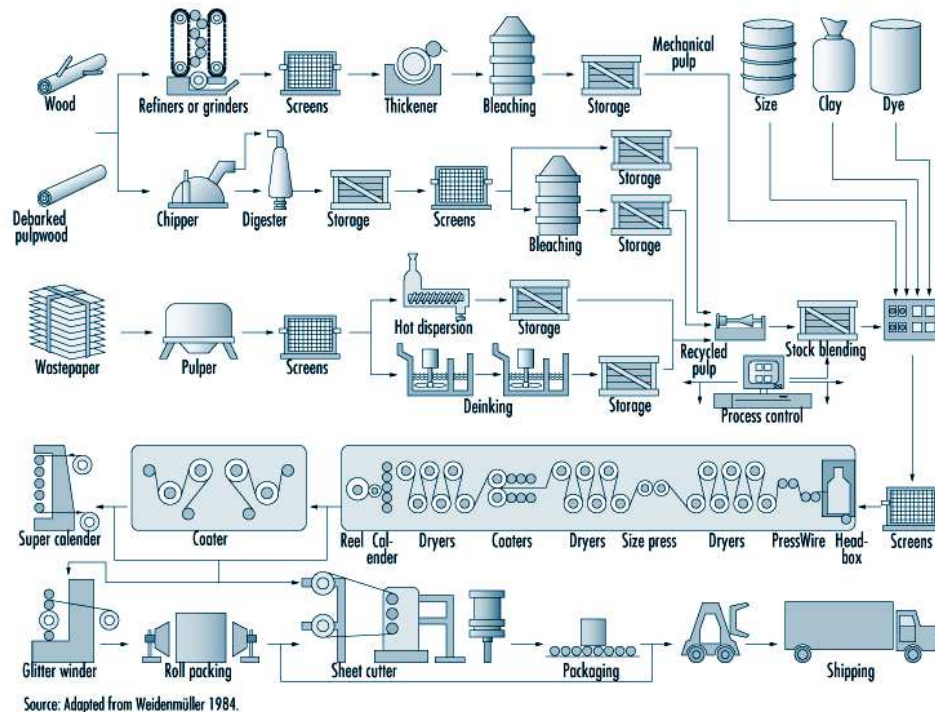 Wood
Refiners or grinders
Screens
Thickener
Bleaching
Storage
Mechanical
pulp
Size
Clay
Dye
Debarked
pulpwood
Chipper
Digester
Storage
Screens
Bleaching
Storage
Storage
Wastepaper
Pulper
Screens
Hot dispersion
Storage
Deinking
Storage
Recycled
pulp
Stock blending
Process control
Super calender
Coater
Reel
Cal-
ender
Dryers
Coaters
Dryers
Size press
Dryers
Press
Wire
Head-
box
Screens
Glitter winder
Roll packing
Sheet cutter
Packaging
Shipping
Source: Adapted from Weidenmüller 1984.